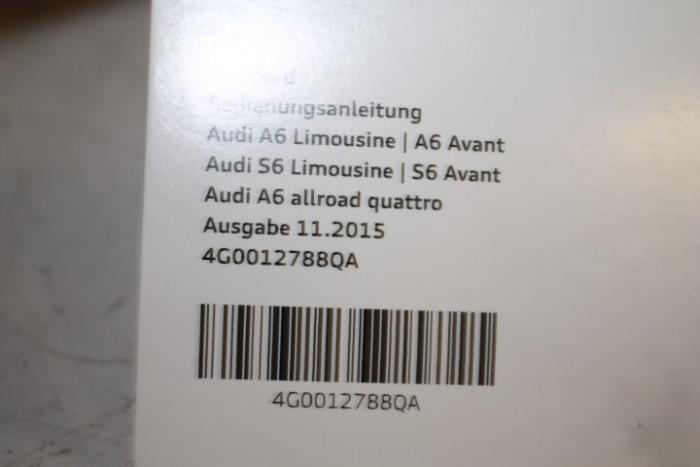 Bedienungsanleitung
Audi A6 Limousine | A6 Avant
Audi S6 Limousine | S6 Avant
Audi A6 allroad quattro
Ausgabe 11.2015
4G0012788QA
4G0012788QA